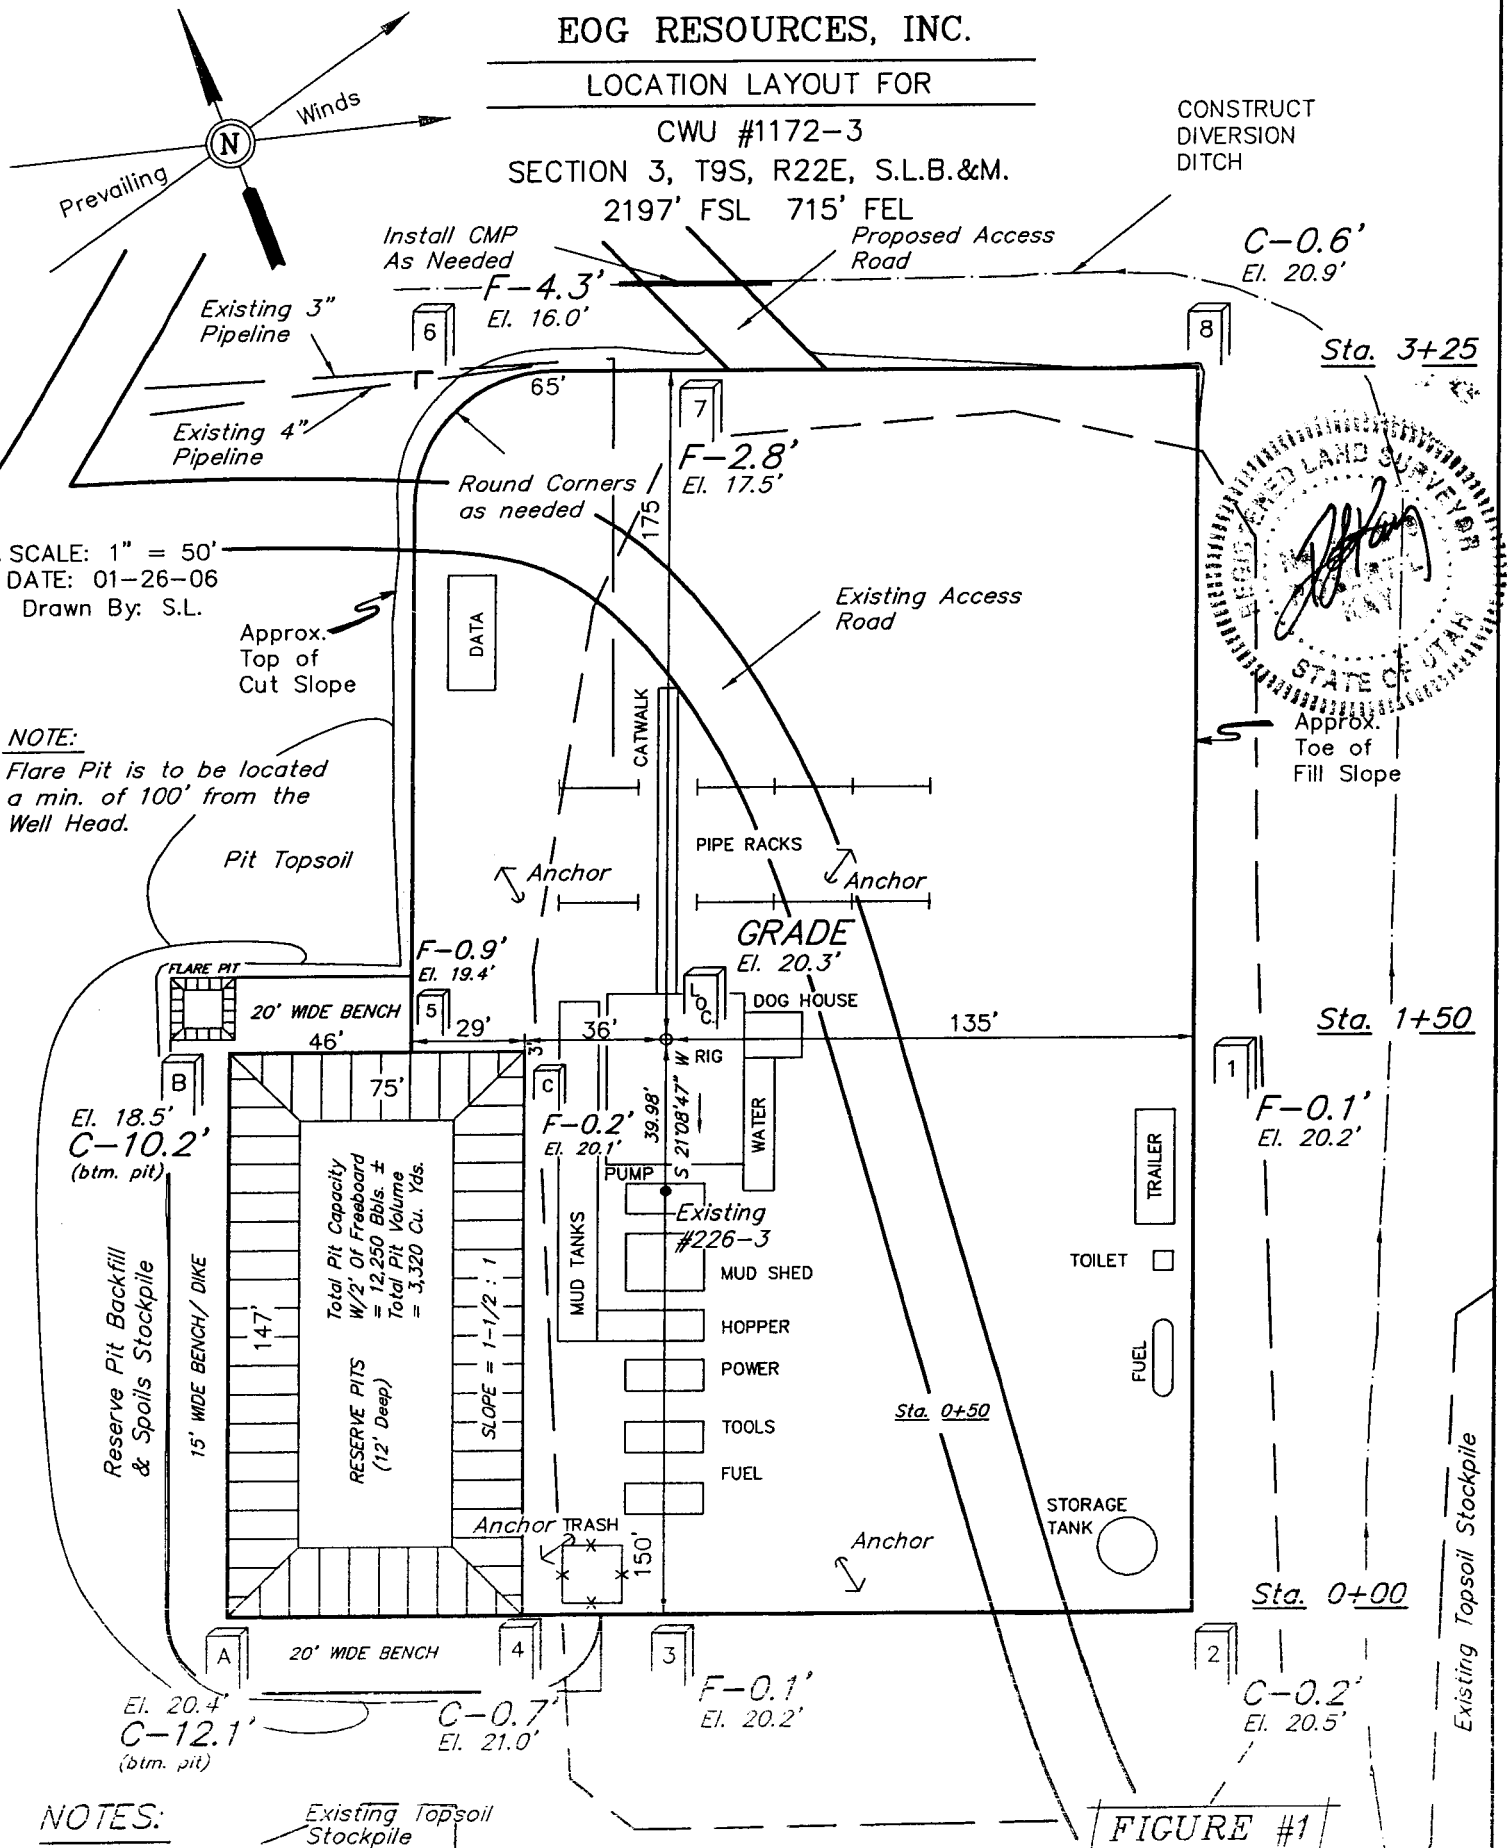 EOG RESOURCES, INC.
LOCATION LAYOUT FOR
CWU #1172-3
SECTION 3, T9S, R22E, S.L.B.&M.
2197' FSL 715' FEL
N
Winds
Prevailing
CONSTRUCT
DIVERSION
DITCH
Install CMP
As Needed
Proposed Access
Road
C-0.6'
El. 20.9'
F-4.3'
El. 16.0'
Existing 3"
Pipeline
6
8
Sta. 3+25
65'
7
Existing 4"
Pipeline
F-2.8'
El. 17.5'
Round Corners
as needed
175'
LAND SURVEYOR
STATE OF UTAH
SCALE: 1" = 50'
DATE: 01-26-06
Drawn By: S.L.
Approx.
Top of
Cut Slope
DATA
Existing Access
Road
CATWALK
Approx.
Toe of
Fill Slope
NOTE:
Flare Pit is to be located
a min. of 100' from the
Well Head.
Pit Topsoil
PIPE RACKS
Anchor
Anchor
GRADE
El. 20.3'
F-0.9'
El. 19.4'
FLARE PIT
20' WIDE BENCH
5
LOC.
DOG HOUSE
46'
29'
3'
36'
135'
Sta. 1+50
RIG
B
75'
C
1
El. 18.5'
C-10.2'
(btm. pit)
F-0.2'
El. 20.1'
39.98'
S 21°08'47" W
WATER
F-0.1'
El. 20.2'
PUMP
TRAILER
Total Pit Capacity
W/2' Of Freeboard
= 12,250 Bbls. ±
Total Pit Volume
= 3,320 Cu. Yds.
RESERVE PITS
(12' Deep)
SLOPE = 1-1/2 : 1
147'
15' WIDE BENCH/ DIKE
Reserve Pit Backfill
& Spoils Stockpile
MUD TANKS
Existing
#226-3
MUD SHED
TOILET
HOPPER
POWER
FUEL
TOOLS
Sta. 0+50
FUEL
Existing Topsoil Stockpile
Anchor
TRASH
150'
Anchor
STORAGE
TANK
Sta. 0+00
A
20' WIDE BENCH
4
3
2
El. 20.4'
C-12.1'
(btm. pit)
C-0.7'
El. 21.0'
F-0.1'
El. 20.2'
C-0.2'
El. 20.5'
NOTES:
Existing Topsoil
Stockpile
FIGURE #1